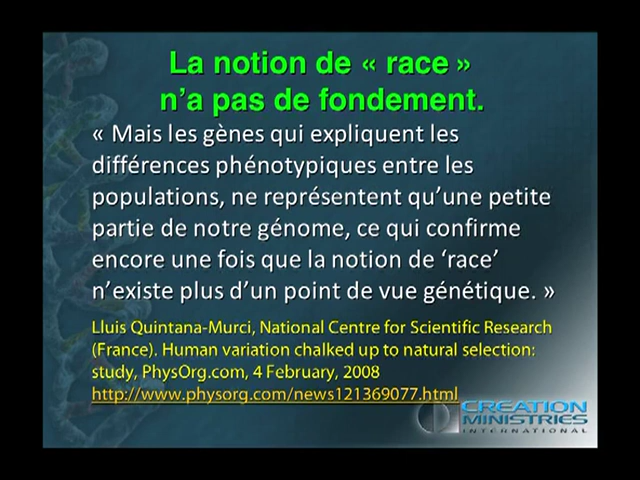 La notion de « race »
n’a pas de fondement.
« Mais les gènes qui expliquent les
différences phénotypiques entre les
populations, ne représentent qu’une petite
partie de notre génome, ce qui confirme
encore une fois que la notion de ‘race’
n’existe plus d’un point de vue génétique. »
Lluis Quintana-Murci, National Centre for Scientific Research
(France). Human variation chalked up to natural selection:
study, PhysOrg.com, 4 February, 2008
http://www.physorg.com/news121369077.html
CREATION
MINISTRIES
INTERNATIONAL